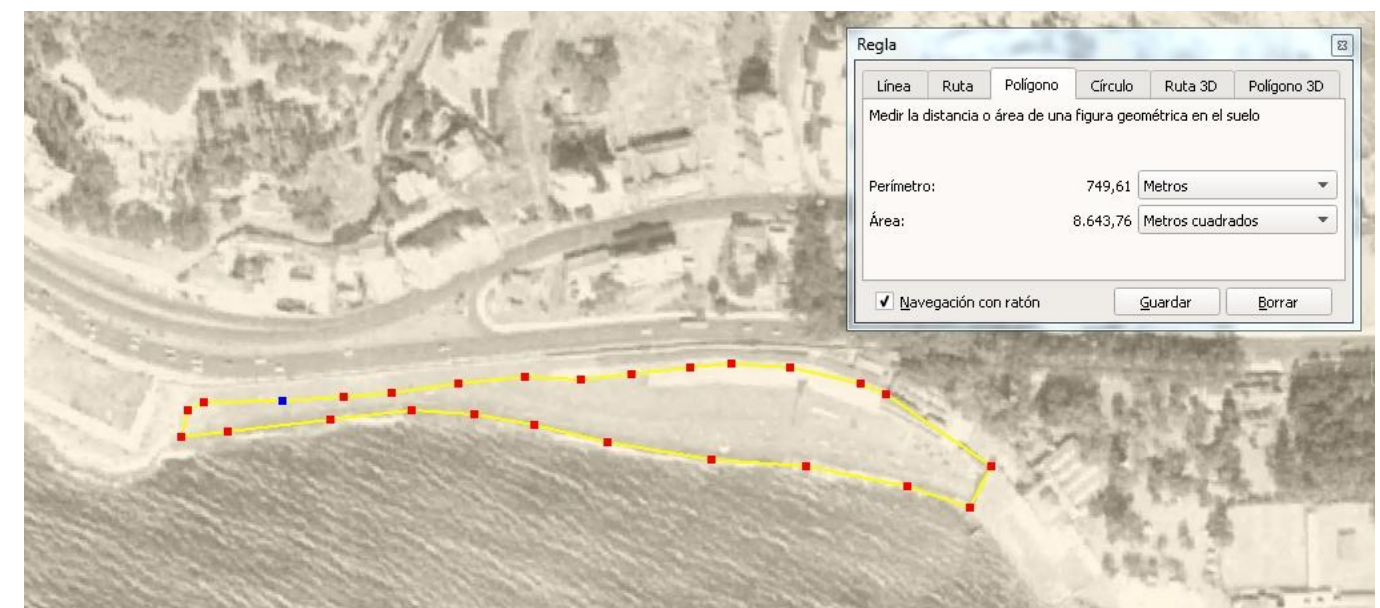 Regla
Línea Ruta Polígono Círculo Ruta 3D Polígono 3D
Medir la distancia o área de una figura geométrica en el suelo
Perímetro: 749,61 Metros
Área: 8.643,76 Metros cuadrados
Navegación con ratón Guardar Borrar